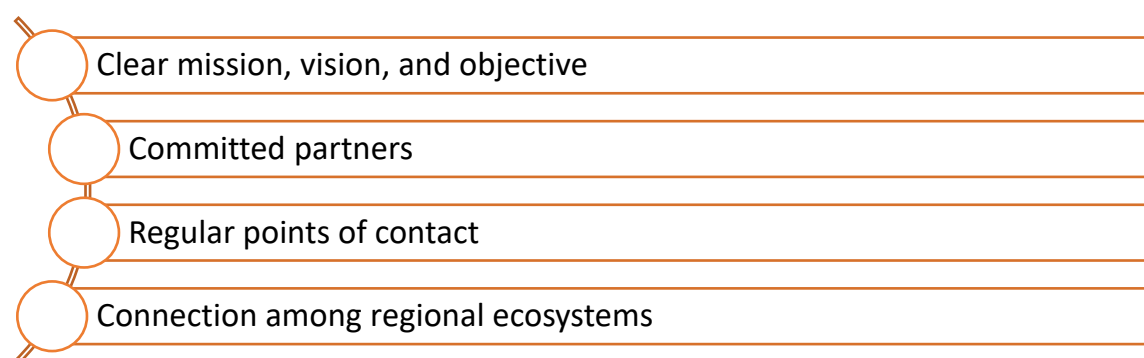 Clear mission, vision, and objective
Committed partners
Regular points of contact
Connection among regional ecosystems